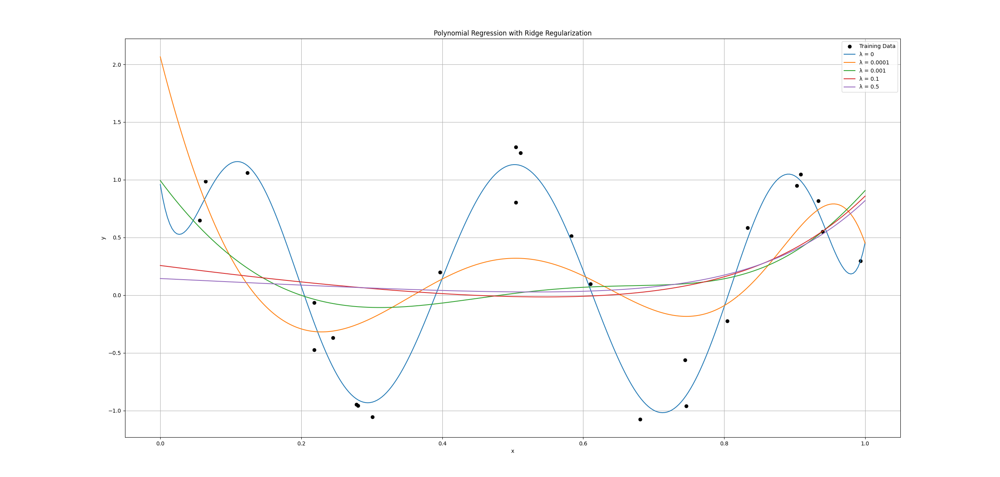 Polynomial Regression with Ridge Regularization
Training Data
λ = 0
λ = 0.0001
λ = 0.001
λ = 0.1
λ = 0.5
2.0
1.5
1.0
0.5
0.0
−0.5
−1.0
y
0.0 0.2 0.4 0.6 0.8 1.0
x